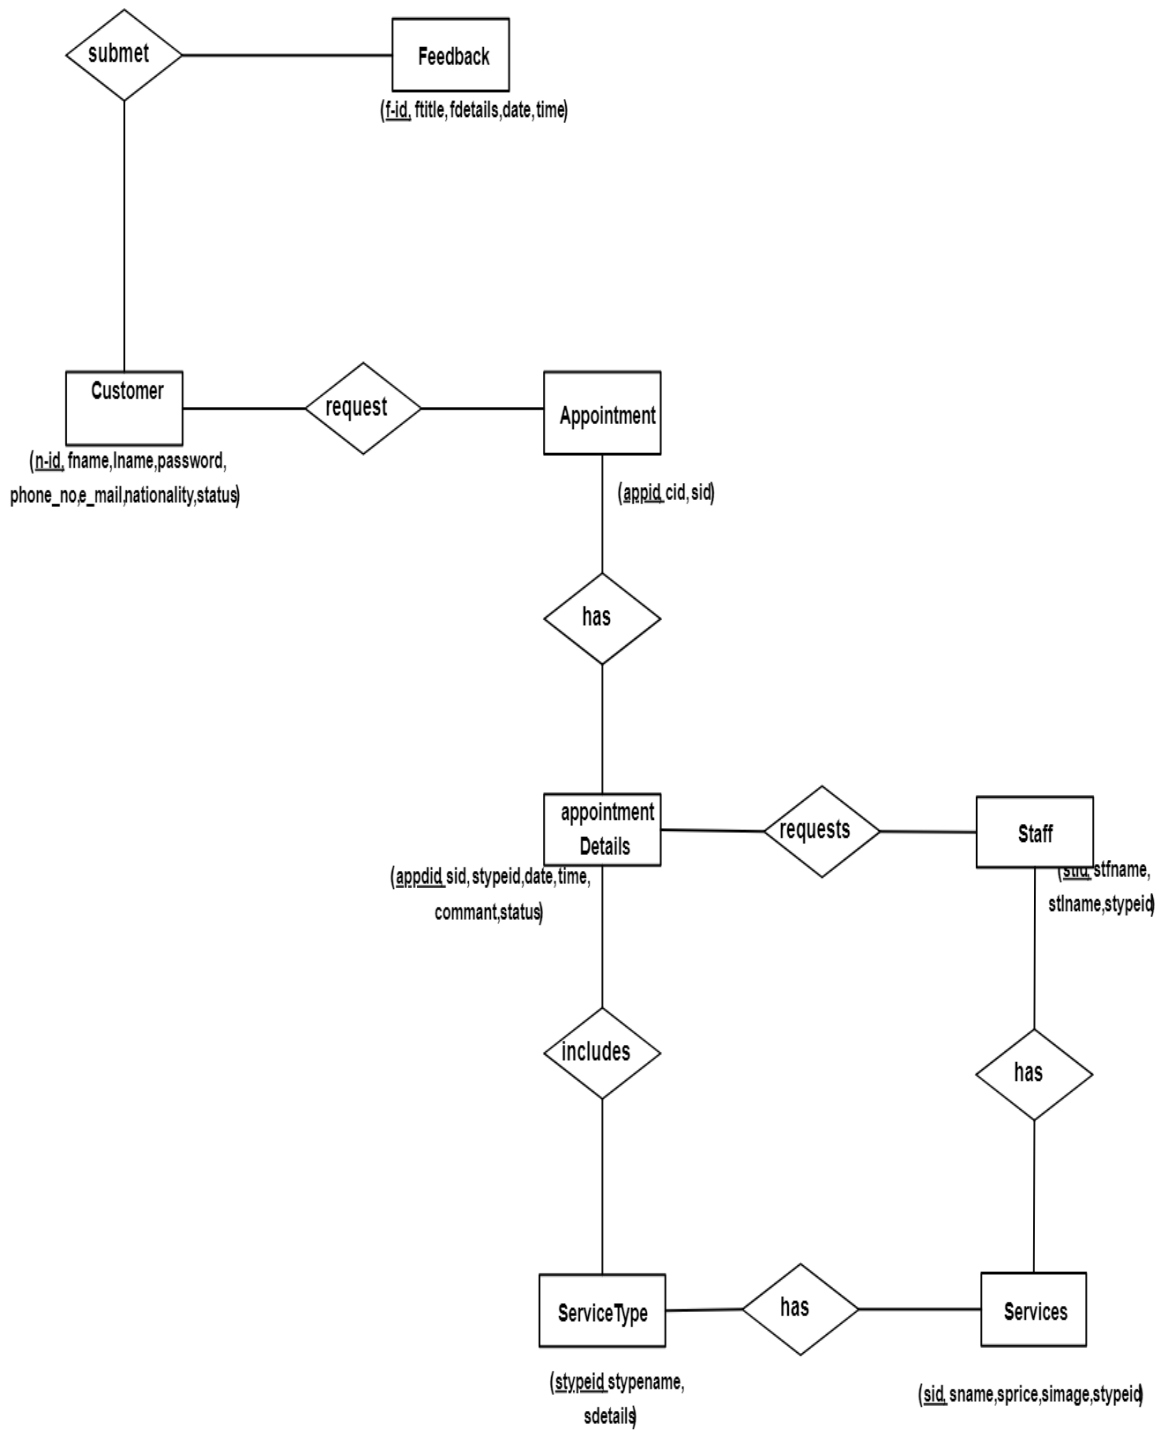 submet
Feedback
(f-id, ftitle, fdetails,date,time)
Customer
request
Appointment
(n-id, fname,lname,password,
phone_no,e_mail,nationality,status)
(appid, cid, sid)
has
appointment
Details
requests
Staff
(appdid, sid, stypeid,date,time,
commant,status)
(stid, stfname,
stlname,stypeid)
includes
has
ServiceType
has
Services
(stypeid, stypename,
sdetails)
(sid, sname,sprice,simage,stypeid)